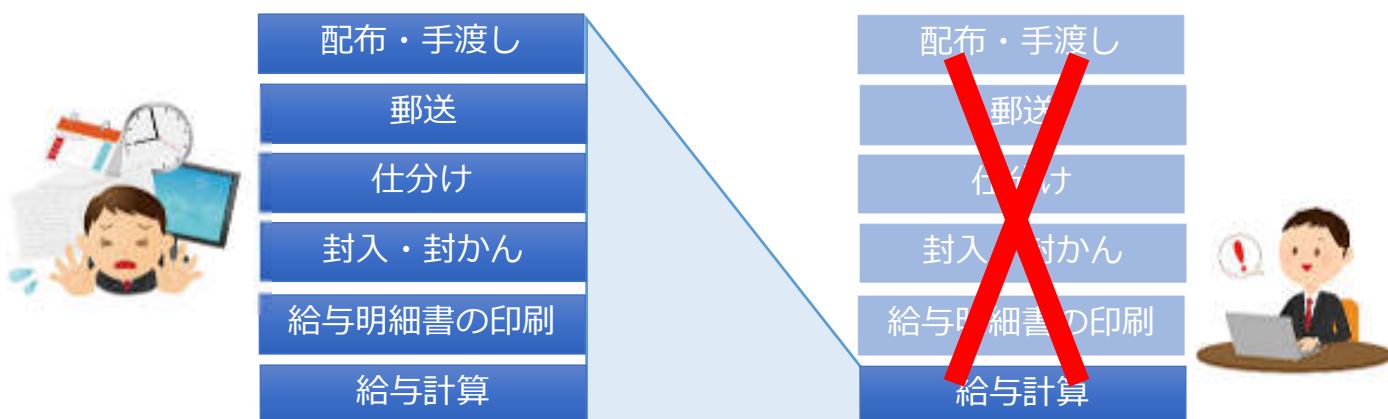 配布・手渡し
郵送
仕分け
封入・封かん
給与明細書の印刷
給与計算
配布・手渡し
郵送
仕分け
封入・封かん
給与明細書の印刷
給与計算